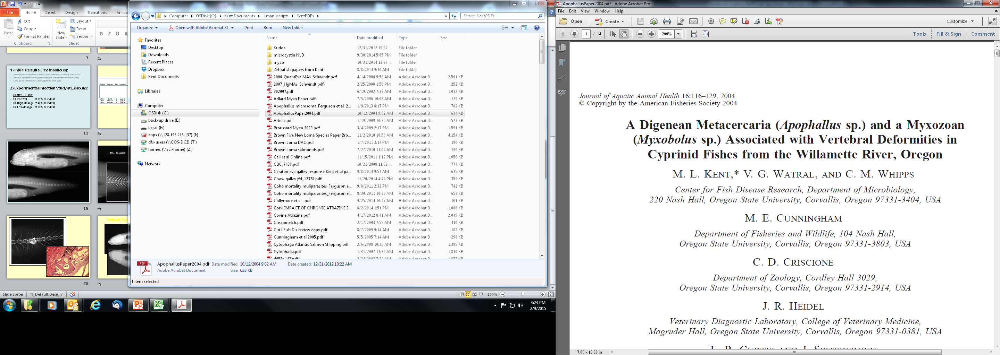 File
Home
Insert
Design
Transitions
Anima
Paste
Cut
Copy
Format Painter
Clipboard
New
Slide
Layout
Reset
Section
Slides
B I U S
7
1) Initial Results (The Insidious):
2) Experimental Infection Study at Leaburg:
20 May – 9 Sep:
• 23 Control = 53% Survival
• 20 High-dosage = 43% Survival
• 20 Low-dosage = 35% Survival
Cohort Species Age Location
13
19
BTL – 30, control
25
Fathead Mi
Slide Sorter
"8_Default Design"
100%
Computer
OSDisk (C:)
Kent Documents
1 manuscripts
KentPDFs
Search KentPDFs
Organize
Open with Adobe Acrobat XI
Print
Burn
New folder
Favorites
Desktop
Downloads
Recent Places
Dropbox
Kent Documents
Libraries
Computer
OSDisk (C:)
back-up drive (E:)
Lexar (F:)
apps (\\128.193.215.137) (I:)
dfs-users (\\COS-DC2) (T:)
homes (\\sci-home) (Z:)
Network
Name Date modified Type Size
Kudoa 12/31/2012 10:22 ... File folder
microcystin NLD 9/30/2014 5:05 PM File folder
myco 10/31/2014 12:37 ... File folder
Zebrafish papers from Kent 8/8/2014 9:30 AM File folder
2006_QuantEvalMAs_Schwindt.pdf 4/14/2006 9:56 AM Adobe Acrobat D... 2,561 KB
2007_HgMAs_Schwindt.pdf 2/25/2008 1:58 PM Adobe Acrobat D... 252 KB
302007.pdf 6/19/2002 7:32 AM Adobe Acrobat D... 1,032 KB
Adlard Myxo Paper.pdf 7/5/2006 10:08 AM Adobe Acrobat D... 129 KB
Apophallus microsoma_Ferguson et al 2... 1/9/2013 6:17 PM Adobe Acrobat D... 782 KB
ApophallusPaper2004.pdf 10/12/2004 9:02 AM Adobe Acrobat D... 634 KB
Article.pdf 1/19/2009 10:30 AM Adobe Acrobat D... 527 KB
Broussard Myco 2009.pdf 3/4/2009 2:17 PM Adobe Acrobat D... 1,591 KB
Brown Five New Loma Species Paper Bro... 11/2/2010 10:56 AM Adobe Acrobat D... 4,154 KB
Brown Loma DAO.pdf 1/7/2011 3:17 PM Adobe Acrobat D... 190 KB
Brown Loma salmonids.pdf 7/27/2010 11:04 AM Adobe Acrobat D... 190 KB
Cali et al Online.pdf 11/15/2011 1:12 PM Adobe Acrobat D... 1,050 KB
CBC_7430.pdf 10/21/2008 11:32 ... Adobe Acrobat D... 774 KB
Ceratomxya galley response Kent et al pa... 9/8/2014 9:57 AM Adobe Acrobat D... 635 KB
Chow galley jfd_12328.pdf 11/20/2014 4:42 PM Adobe Acrobat D... 352 KB
Coho mortality muliparasites_Ferguson e... 9/8/2011 2:32 PM Adobe Acrobat D... 742 KB
Coho mortality muliparasites_Ferguson e... 8/30/2011 10:36 AM Adobe Acrobat D... 653 KB
Collymore et al. .pdf 9/25/2014 10:47 AM Adobe Acrobat D... 161 KB
Corvi IMPACT OF CHRONIC ATRAZINE E... 6/2/2014 1:51 PM Adobe Acrobat D... 1,066 KB
Covine Atrazine.pdf 4/17/2012 8:41 AM Adobe Acrobat D... 2,049 KB
CriscioneIch.pdf 2/17/2003 7:59 AM Adobe Acrobat D... 410 KB
Cui J Fish Dis review copy.pdf 8/7/2009 9:14 AM Adobe Acrobat D... 182 KB
Cunningham et al 2005.pdf 5/5/2005 7:14 AM Adobe Acrobat D... 298 KB
Cytophaga Atlantic Salmon Shipping.pdf 2/6/2008 10:35 AM Adobe Acrobat D... 1,385 KB
Cytophaga.pdf 1/31/2007 11:32 AM Adobe Acrobat D... 1,810 KB
PDF
ApophallusPaper2004.pdf Date modified: 10/12/2004 9:02 AM Date created: 12/31/2012 10:22 AM
Adobe Acrobat Document Size: 633 KB
1 item selected
4:23 PM
2/9/2015
ApophallusPaper2004.pdf - Adobe Acrobat Pro
File Edit View Window Help
Open
Create
Customize
1 / 14
200%
Tools
Fill & Sign
Comment
Journal of Aquatic Animal Health 16:116–129, 2004
© Copyright by the American Fisheries Society 2004
A Digenean Metacercaria (Apophallus sp.) and a Myxozoan
(Myxobolus sp.) Associated with Vertebral Deformities in
Cyprinid Fishes from the Willamette River, Oregon
M. L. KENT,* V. G. WATRAL, AND C. M. WHIPPS
Center for Fish Disease Research, Department of Microbiology,
220 Nash Hall, Oregon State University, Corvallis, Oregon 97331-3404, USA
M. E. CUNNINGHAM
Department of Fisheries and Wildlife, 104 Nash Hall,
Oregon State University, Corvallis, Oregon 97331-3803, USA
C. D. CRISCIONE
Department of Zoology, Cordley Hall 3029,
Oregon State University, Corvallis, Oregon 97331-2914, USA
J. R. HEIDEL
Veterinary Diagnostic Laboratory, College of Veterinary Medicine,
Magruder Hall, Oregon State University, Corvallis, Oregon 97331-0381, USA
L. R. CURTIS AND J. SPITSBERGEN
7.00 x 10.00 in